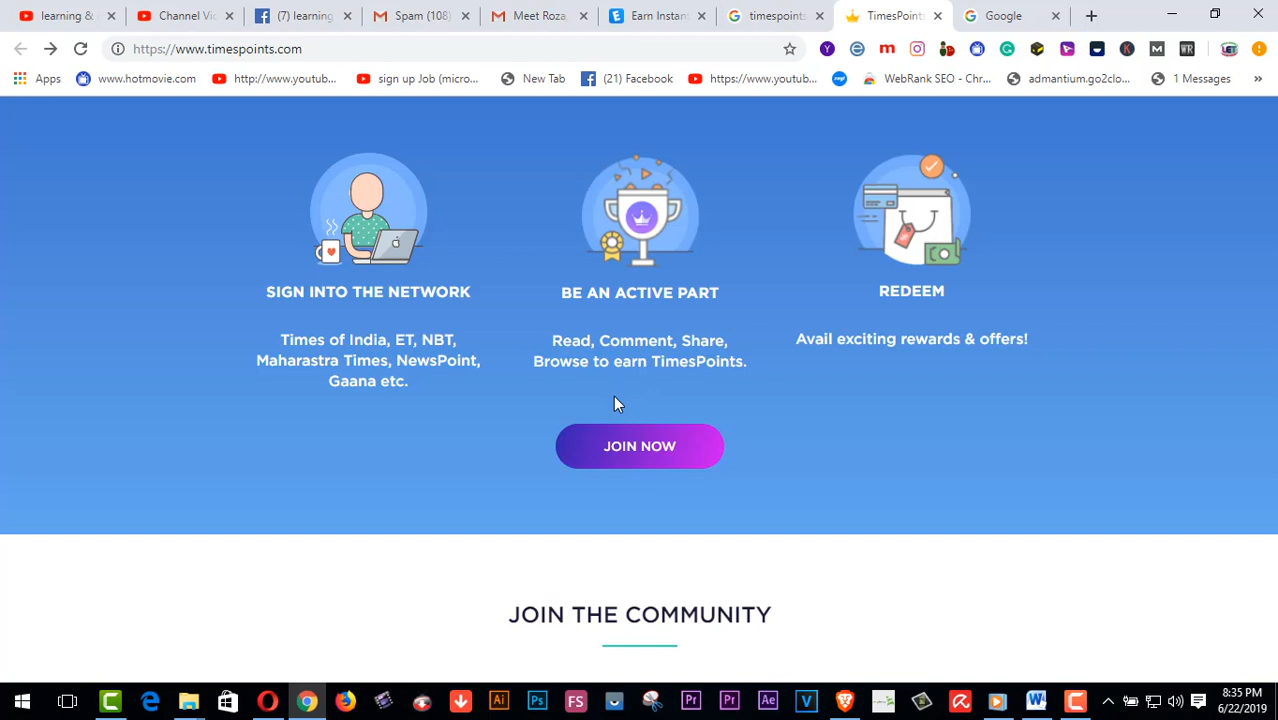 learning &
Channel Vi
(7) learning
Spam (108)
Meet Roza,
Earn Instan
timespoints
TimesPoints
Google
https://www.timespoints.com
Apps
www.hotmovie.com
http://www.youtub...
sign up Job (micro...
New Tab
(21) Facebook
https://www.youtub...
WebRank SEO - Chr...
admantium.go2clo...
1 Messages
SIGN INTO THE NETWORK
Times of India, ET, NBT,
Maharastra Times, NewsPoint,
Gaana etc.
BE AN ACTIVE PART
Read, Comment, Share,
Browse to earn TimesPoints.
REDEEM
Avail exciting rewards & offers!
JOIN NOW
JOIN THE COMMUNITY
8:35 PM
6/22/2019